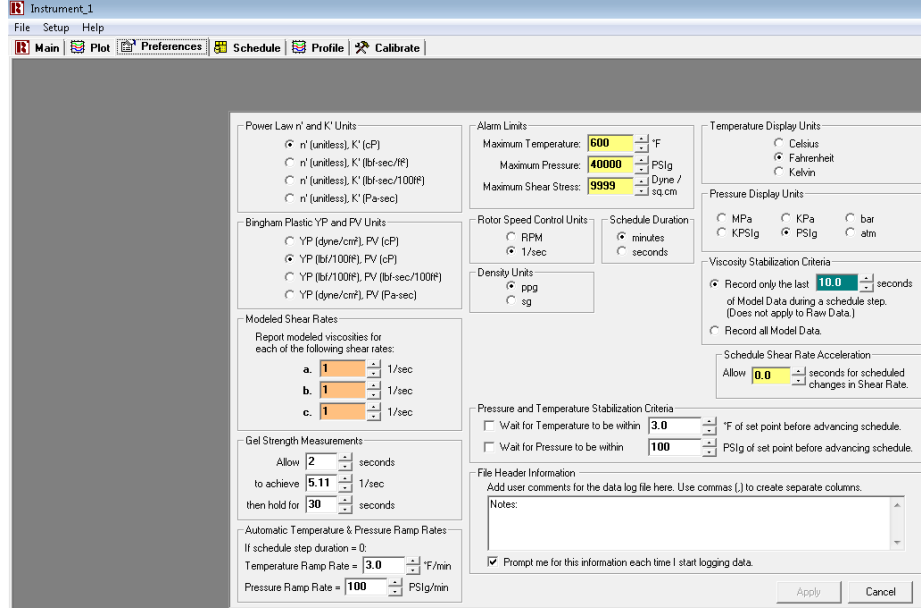 Instrument_1
File Setup Help
Main Plot Preferences Schedule Profile Calibrate
Power Law n' and K' Units
n' (unitless), K' (cP)
n' (unitless), K' (lbf-sec/ft²)
n' (unitless), K' (lbf-sec/100ft²)
n' (unitless), K' (Pa-sec)
Bingham Plastic YP and PV Units
YP (dyne/cm²), PV (cP)
YP (lbf/100ft²), PV (cP)
YP (lbf/100ft²), PV (lbf-sec/100ft²)
YP (dyne/cm²), PV (Pa-sec)
Modeled Shear Rates
Report modeled viscosities for
each of the following shear rates:
a. 1 1/sec
b. 1 1/sec
c. 1 1/sec
Gel Strength Measurements
Allow 2 seconds
to achieve 5.11 1/sec
then hold for 30 seconds
Automatic Temperature & Pressure Ramp Rates
If schedule step duration = 0:
Temperature Ramp Rate = 3.0 °F/min
Pressure Ramp Rate = 100 PSIg/min
Alarm Limits
Maximum Temperature: 600 °F
Maximum Pressure: 40000 PSIg
Maximum Shear Stress: 9999 Dyne /
sq.cm
Rotor Speed Control Units
RPM
1/sec
Schedule Duration
minutes
seconds
Density Units
ppg
sg
Temperature Display Units
Celsius
Fahrenheit
Kelvin
Pressure Display Units
MPa KPa bar
KPSIg PSIg atm
Viscosity Stabilization Criteria
Record only the last 10.0 seconds
of Model Data during a schedule step.
(Does not apply to Raw Data.)
Record all Model Data.
Schedule Shear Rate Acceleration
Allow 0.0 seconds for scheduled
changes in Shear Rate.
Pressure and Temperature Stabilization Criteria
Wait for Temperature to be within 3.0 °F of set point before advancing schedule.
Wait for Pressure to be within 100 PSIg of set point before advancing schedule.
File Header Information
Add user comments for the data log file here. Use commas (,) to create separate columns.
Notes:
Prompt me for this information each time I start logging data.
Apply Cancel